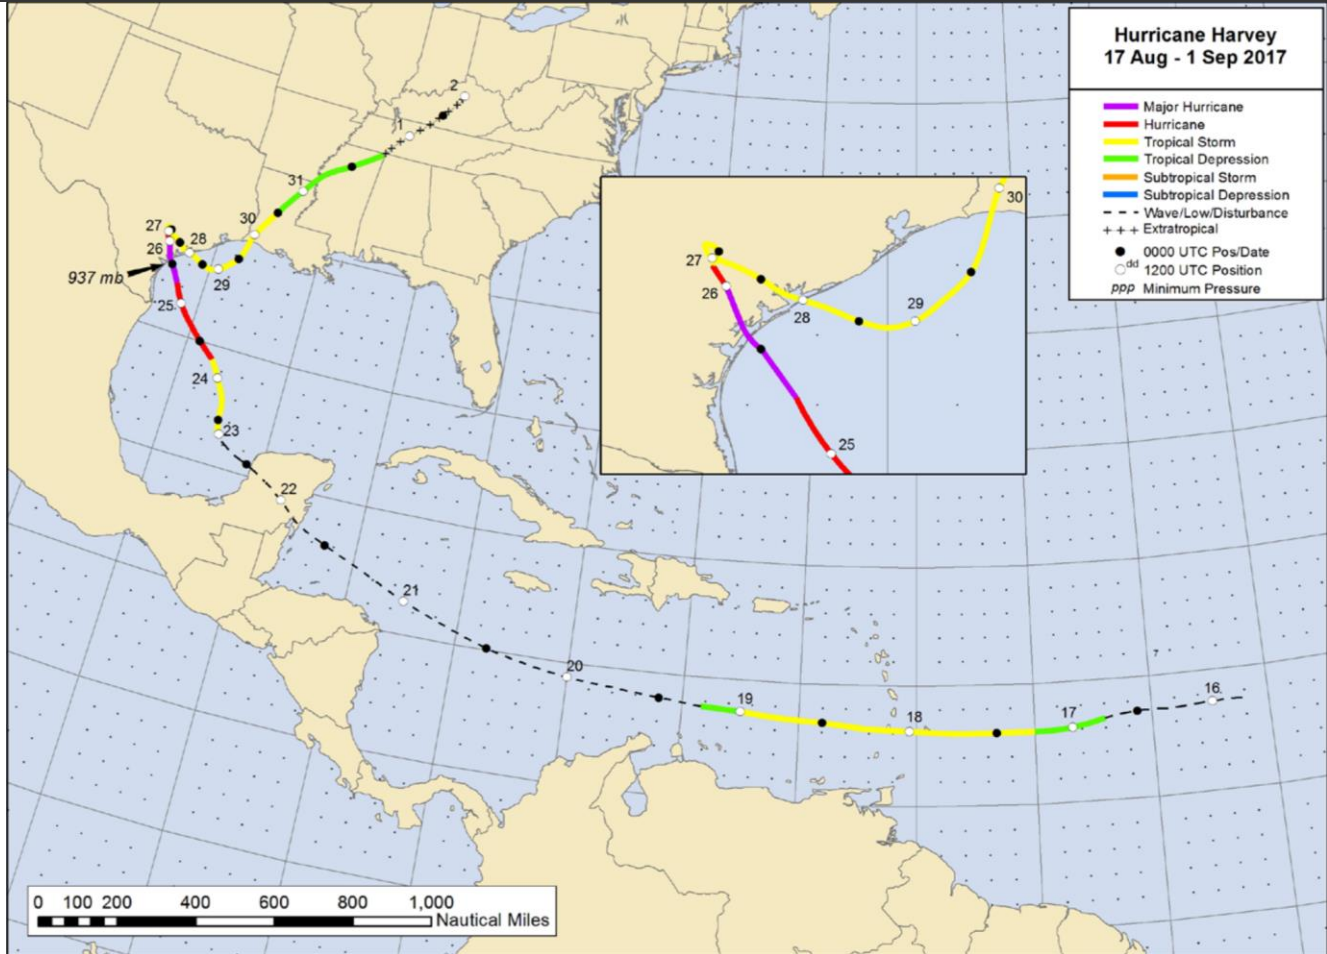 Hurricane Harvey
17 Aug - 1 Sep 2017
Major Hurricane
Hurricane
Tropical Storm
Tropical Depression
Subtropical Storm
Subtropical Depression
Wave/Low/Disturbance
+++ Extratropical
0000 UTC Pos/Date
dd 1200 UTC Position
ppp Minimum Pressure
2
1
31
30
27
28
26
937 mb
29
25
24
23
22
21
20
19
18
17
16
30
27
26
28
29
25
0 100 200 400 600 800 1,000
Nautical Miles